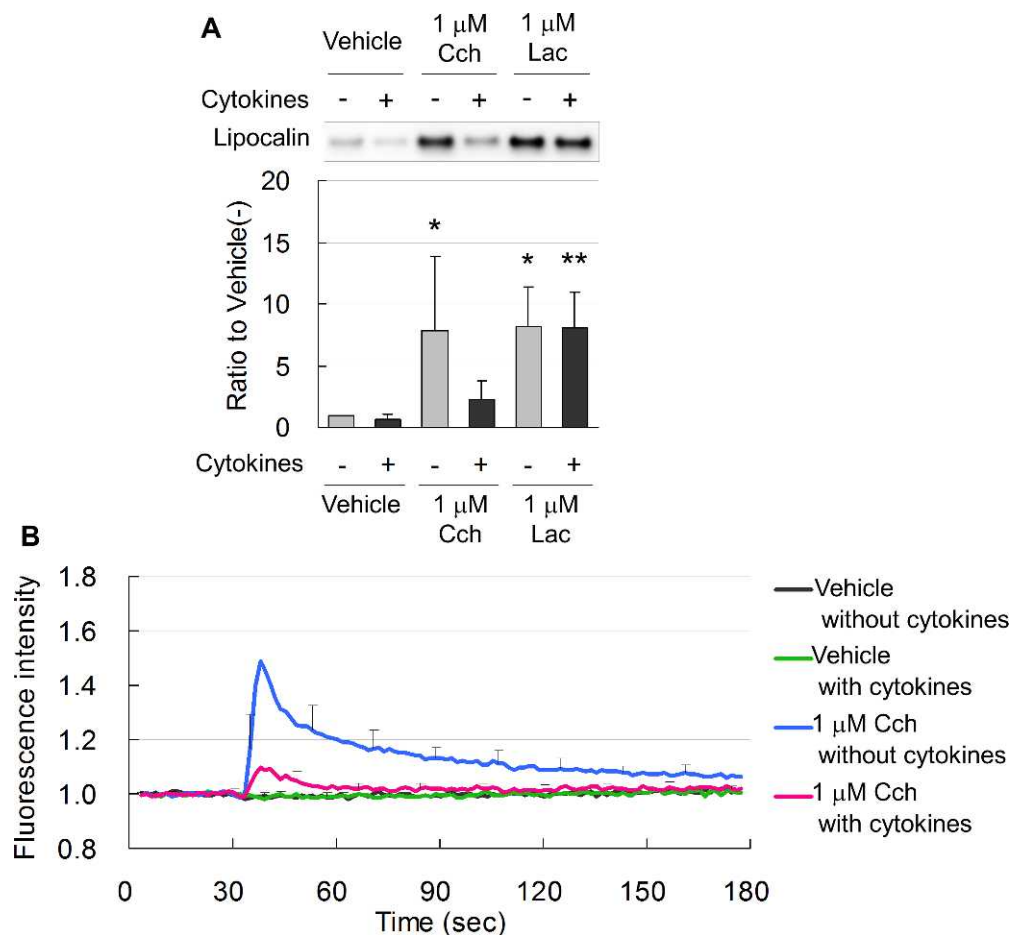 A
Vehicle
1 μM
Cch
1 μM
Lac
Cytokines - + - + - +
Lipocalin
Ratio to Vehicle(-)
20
15
10
5
0
*
*
**
Cytokines - + - + - +
Vehicle
1 μM
Cch
1 μM
Lac
B
Fluorescence intensity
1.8
1.6
1.4
1.2
1.0
0.8
0 30 60 90 120 150 180
Time (sec)
Vehicle
without cytokines
Vehicle
with cytokines
1 μM Cch
without cytokines
1 μM Cch
with cytokines